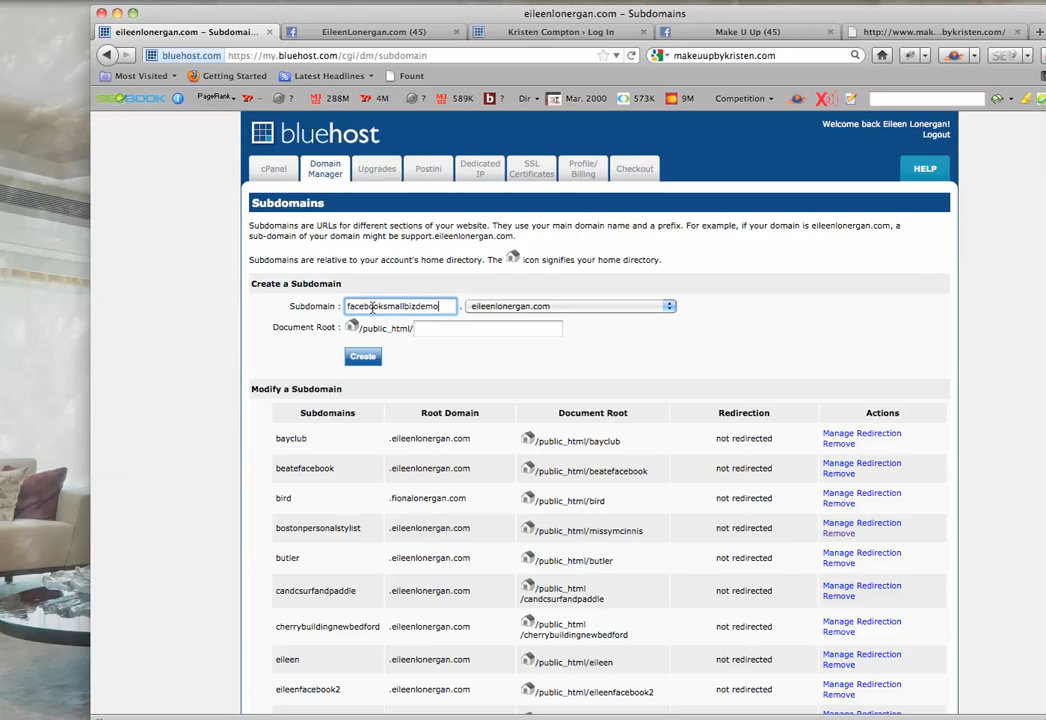 eileenlonergan.com – Subdomains
eileenlonergan.com – Subdomai...
EileenLonergan.com (45)
Kristen Compton › Log In
Make U Up (45)
http://www.mak...bykristen.com/
bluehost.com
https://my.bluehost.com/cgi/dm/subdomain
makeuupbykristen.com
Most Visited
Getting Started
Latest Headlines
Fount
SEOBOOK
PageRank
?
288M
4M
?
589K
?
Dir
Mar. 2000
573K
9M
Competition
bluehost
Welcome back Eileen Lonergan!
Logout
cPanel
Domain Manager
Upgrades
Postini
Dedicated IP
SSL Certificates
Profile/ Billing
Checkout
HELP
Subdomains
Subdomains are URLs for different sections of your website. They use your main domain name and a prefix. For example, if your domain is eileenlonergan.com, a
sub-domain of your domain might be support.eileenlonergan.com.
Subdomains are relative to your account's home directory. The icon signifies your home directory.
Create a Subdomain
Subdomain : facebooksmallbizdemo . eileenlonergan.com
Document Root : /public_html/
Create
Modify a Subdomain
Subdomains Root Domain Document Root Redirection Actions
bayclub .eileenlonergan.com /public_html/bayclub not redirected Manage Redirection
Remove
beatefacebook .eileenlonergan.com /public_html/beatefacebook not redirected Manage Redirection
Remove
bird .fionalonergan.com /public_html/bird not redirected Manage Redirection
Remove
bostonpersonalstylist .eileenlonergan.com /public_html/missymcinnis not redirected Manage Redirection
Remove
butler .eileenlonergan.com /public_html/butler not redirected Manage Redirection
Remove
candcsurfandpaddle .eileenlonergan.com /public_html
/candcsurfandpaddle not redirected Manage Redirection
Remove
cherrybuildingnewbedford .eileenlonergan.com /public_html
/cherrybuildingnewbedford not redirected Manage Redirection
Remove
eileen .eileenlonergan.com /public_html/eileen not redirected Manage Redirection
Remove
eileenfacebook2 .eileenlonergan.com /public_html/eileenfacebook2 not redirected Manage Redirection
Remove